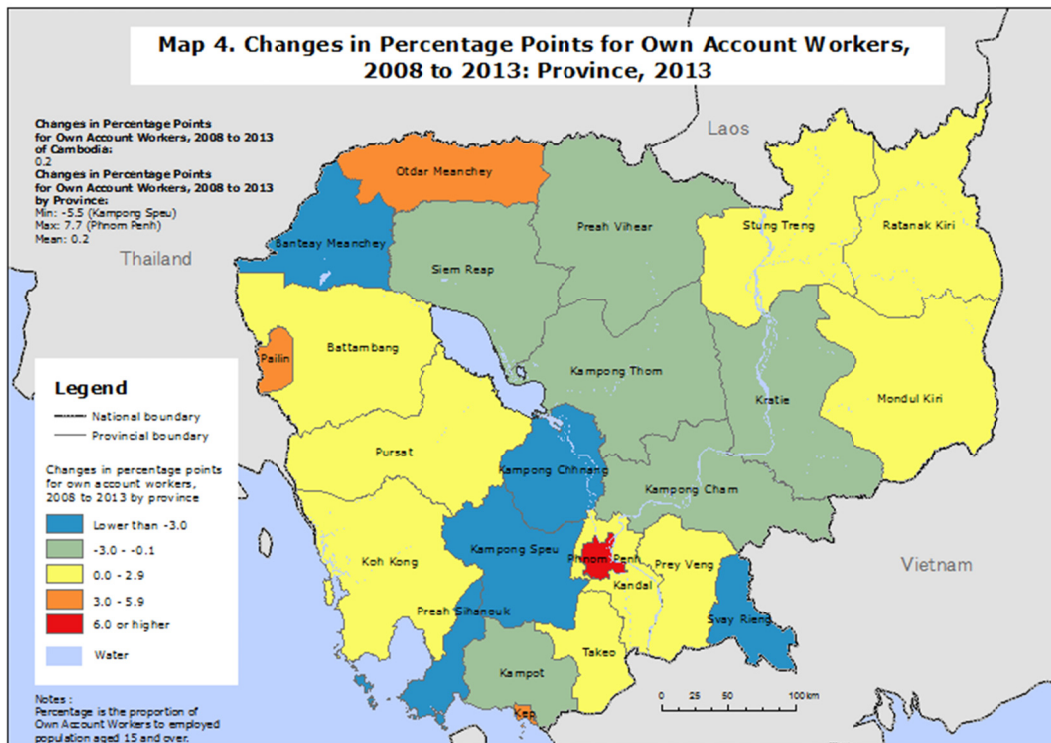 Map 4. Changes in Percentage Points for Own Account Workers,
2008 to 2013: Province, 2013
Changes in Percentage Points
for Own Account Workers, 2008 to 2013
of Cambodia:
0.2
Changes in Percentage Points
for Own Account Workers, 2008 to 2013
by Province:
Min: -5.5 (Kampong Speu)
Max: 7.7 (Phnom Penh)
Mean: 0.2
Laos
Thailand
Vietnam
Otdar Meanchey
Banteay Meanchey
Siem Reap
Preah Vihear
Stung Treng
Ratanak Kiri
Pailin
Battambang
Kampong Thom
Kratie
Mondul Kiri
Pursat
Kampong Chhnang
Kampong Cham
Koh Kong
Kampong Speu
Phnom Penh
Kandal
Prey Veng
Svay Rieng
Preah Sihanouk
Takeo
Kampot
Kep
Legend
National boundary
Provincial boundary
Changes in percentage points
for own account workers,
2008 to 2013 by province
Lower than -3.0
-3.0 - -0.1
0.0 - 2.9
3.0 - 5.9
6.0 or higher
Water
Notes :
Percentage is the proportion of
Own Account Workers to employed
population aged 15 and over.
0 25 50 100km